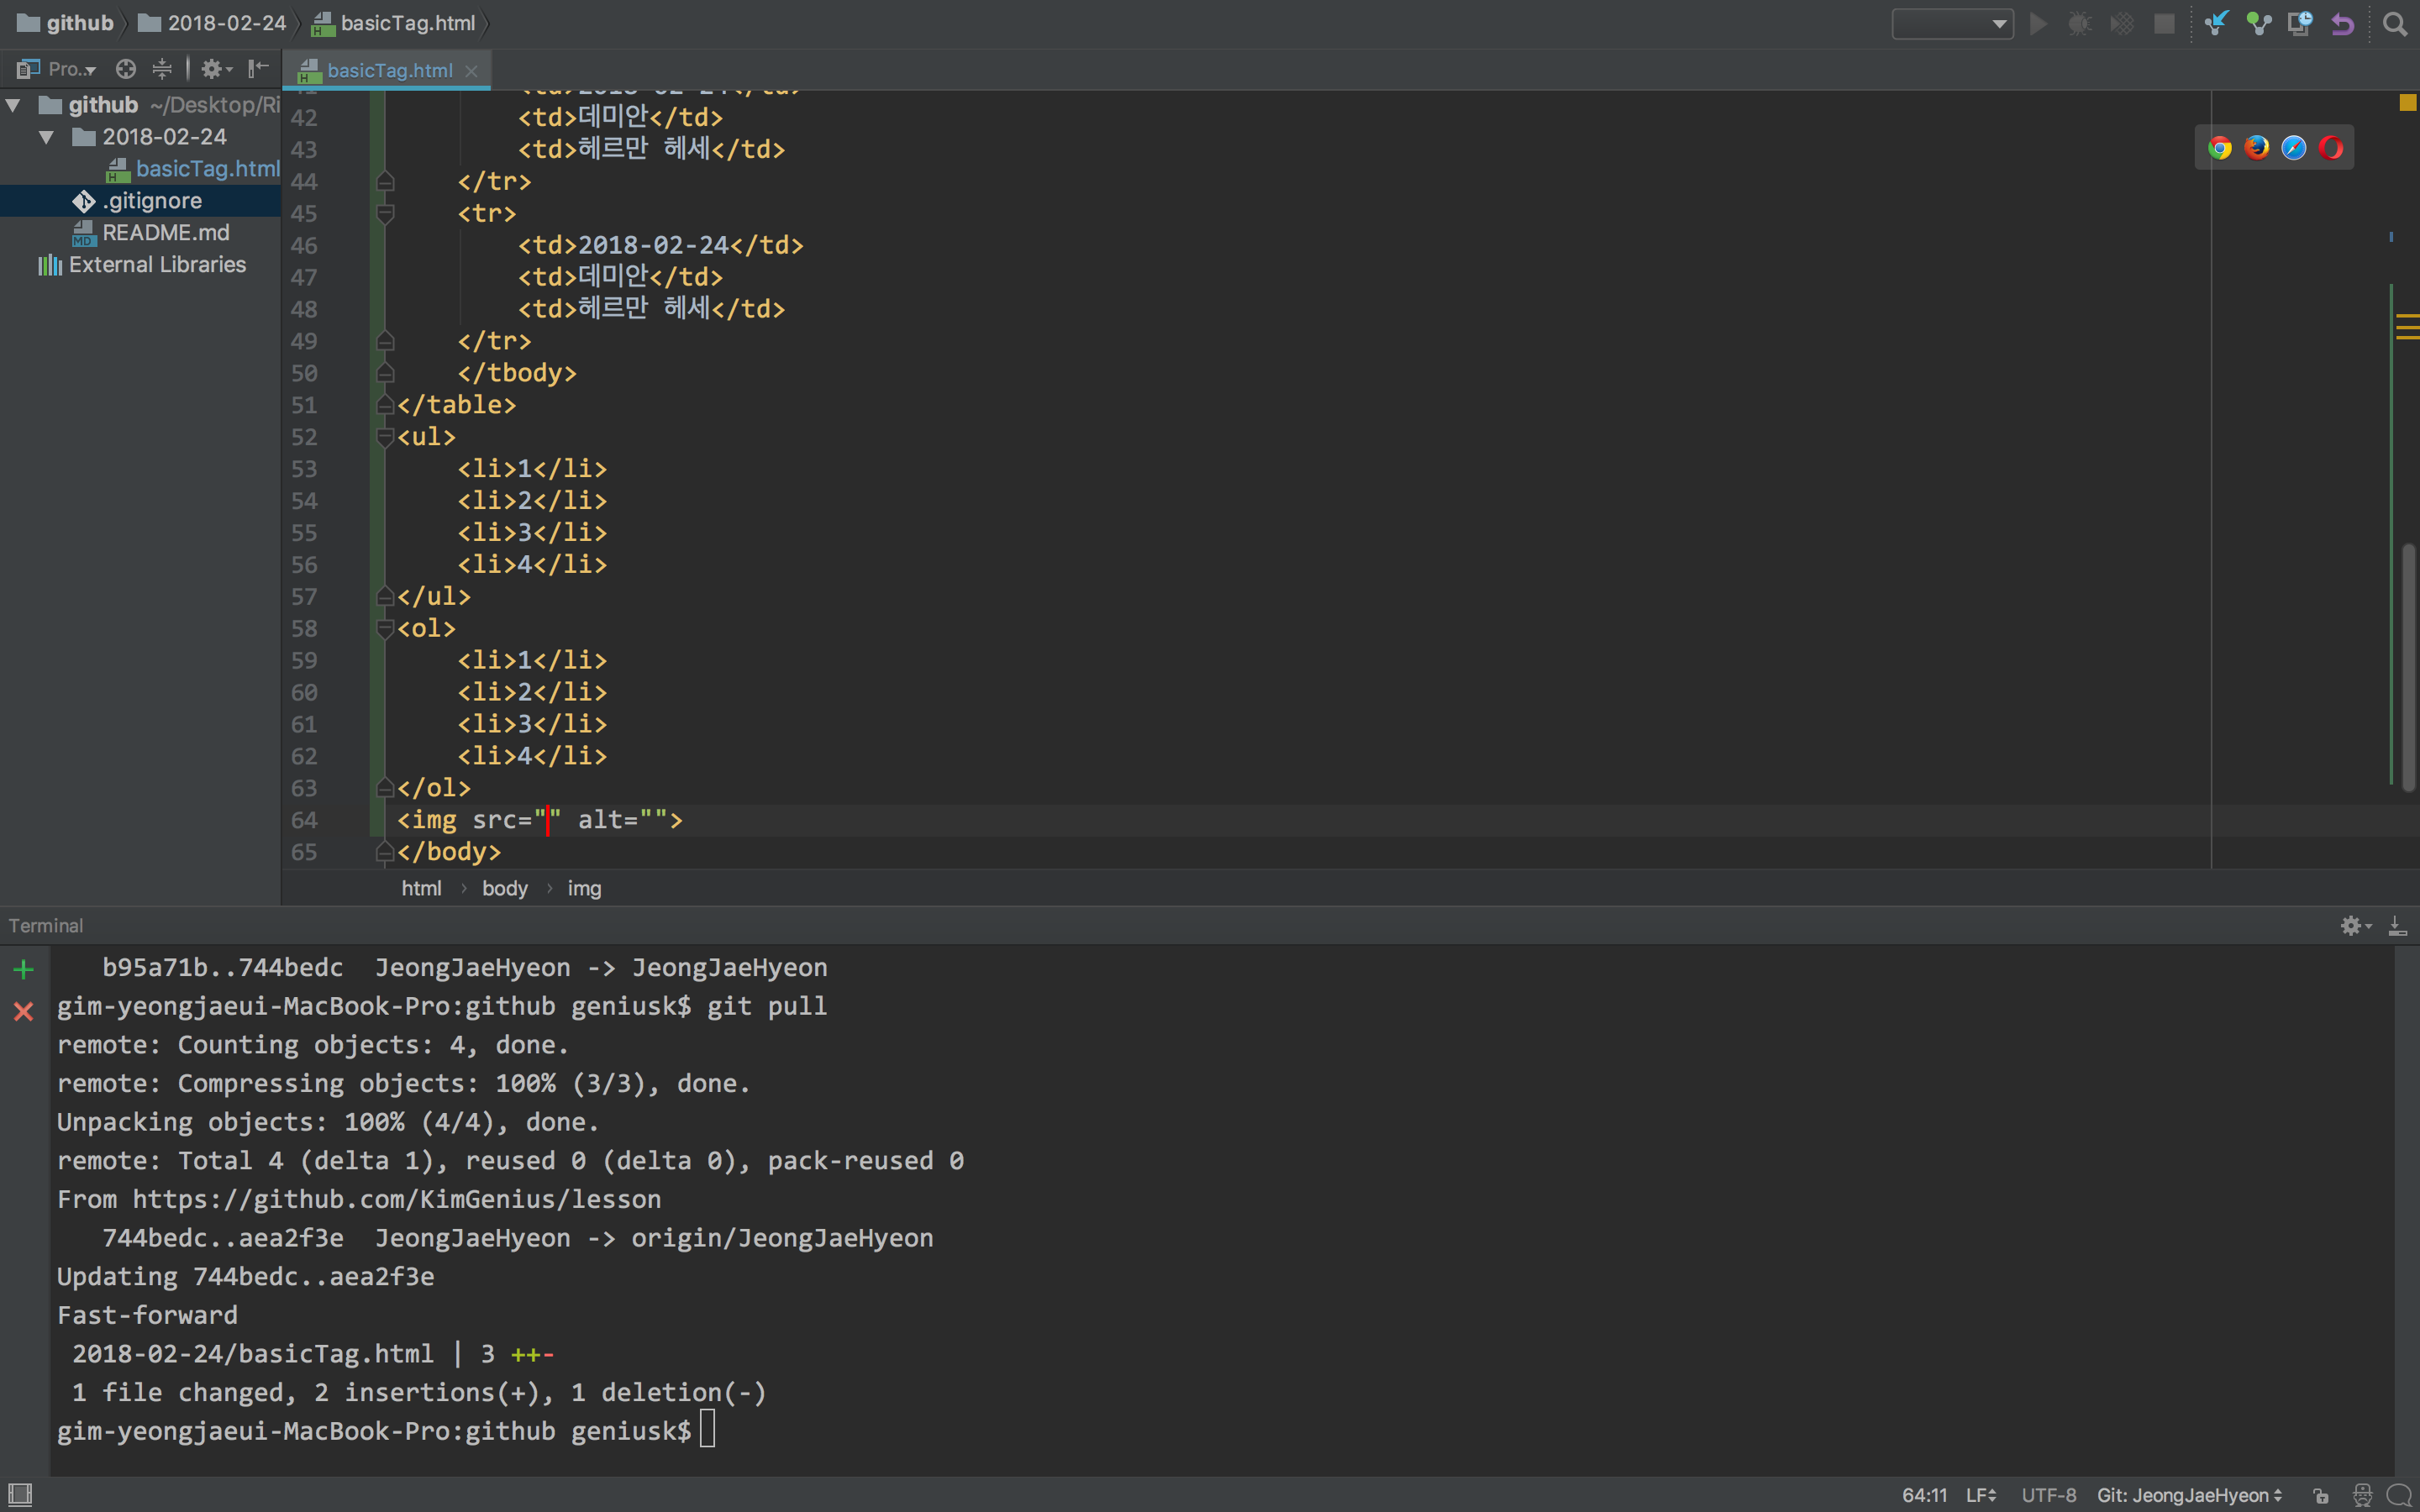 github 2018-02-24 basicTag.html
Pro... basicTag.html
github ~/Desktop/Ri
2018-02-24
basicTag.html
.gitignore
README.md
External Libraries
41 <td>2018-02-24</td>
42 <td>데미안</td>
43 <td>헤르만 헤세</td>
44 </tr>
45 <tr>
46 <td>2018-02-24</td>
47 <td>데미안</td>
48 <td>헤르만 헤세</td>
49 </tr>
50 </tbody>
51 </table>
52 <ul>
53 <li>1</li>
54 <li>2</li>
55 <li>3</li>
56 <li>4</li>
57 </ul>
58 <ol>
59 <li>1</li>
60 <li>2</li>
61 <li>3</li>
62 <li>4</li>
63 </ol>
64 <img src="" alt="">
65 </body>
html › body › img
Terminal
b95a71b..744bedc JeongJaeHyeon -> JeongJaeHyeon
gim-yeongjaeui-MacBook-Pro:github geniusk$ git pull
remote: Counting objects: 4, done.
remote: Compressing objects: 100% (3/3), done.
Unpacking objects: 100% (4/4), done.
remote: Total 4 (delta 1), reused 0 (delta 0), pack-reused 0
From https://github.com/KimGenius/lesson
744bedc..aea2f3e JeongJaeHyeon -> origin/JeongJaeHyeon
Updating 744bedc..aea2f3e
Fast-forward
2018-02-24/basicTag.html | 3 ++-
1 file changed, 2 insertions(+), 1 deletion(-)
gim-yeongjaeui-MacBook-Pro:github geniusk$
64:11 LF UTF-8 Git: JeongJaeHyeon